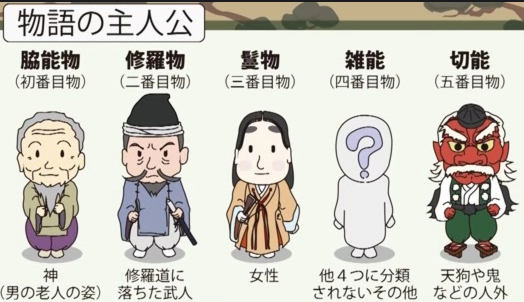 物語の主人公
脇能物
（初番目物）
修羅物
（二番目物）
鬘物
（三番目物）
雑能
（四番目物）
切能
（五番目物）
?
神
（男の老人の姿）
修羅道に
落ちた武人
女性
他４つに分類
されないその他
天狗や鬼
などの人外